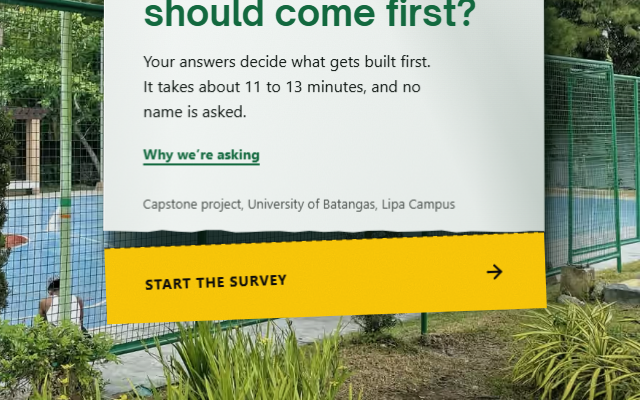 should come first?
Your answers decide what gets built first.
It takes about 11 to 13 minutes, and no
name is asked.
Why we're asking
Capstone project, University of Batangas, Lipa Campus
START THE SURVEY